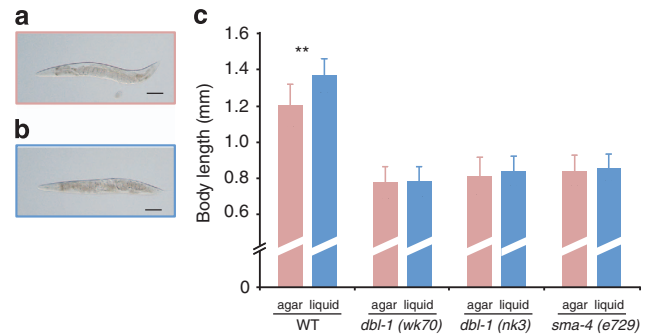 a
b
c
Body length (mm)
1.6
1.4
1.2
1.0
0.8
0.6
0
**
agar liquid agar liquid agar liquid agar liquid
WT dbl-1 (wk70) dbl-1 (nk3) sma-4 (e729)